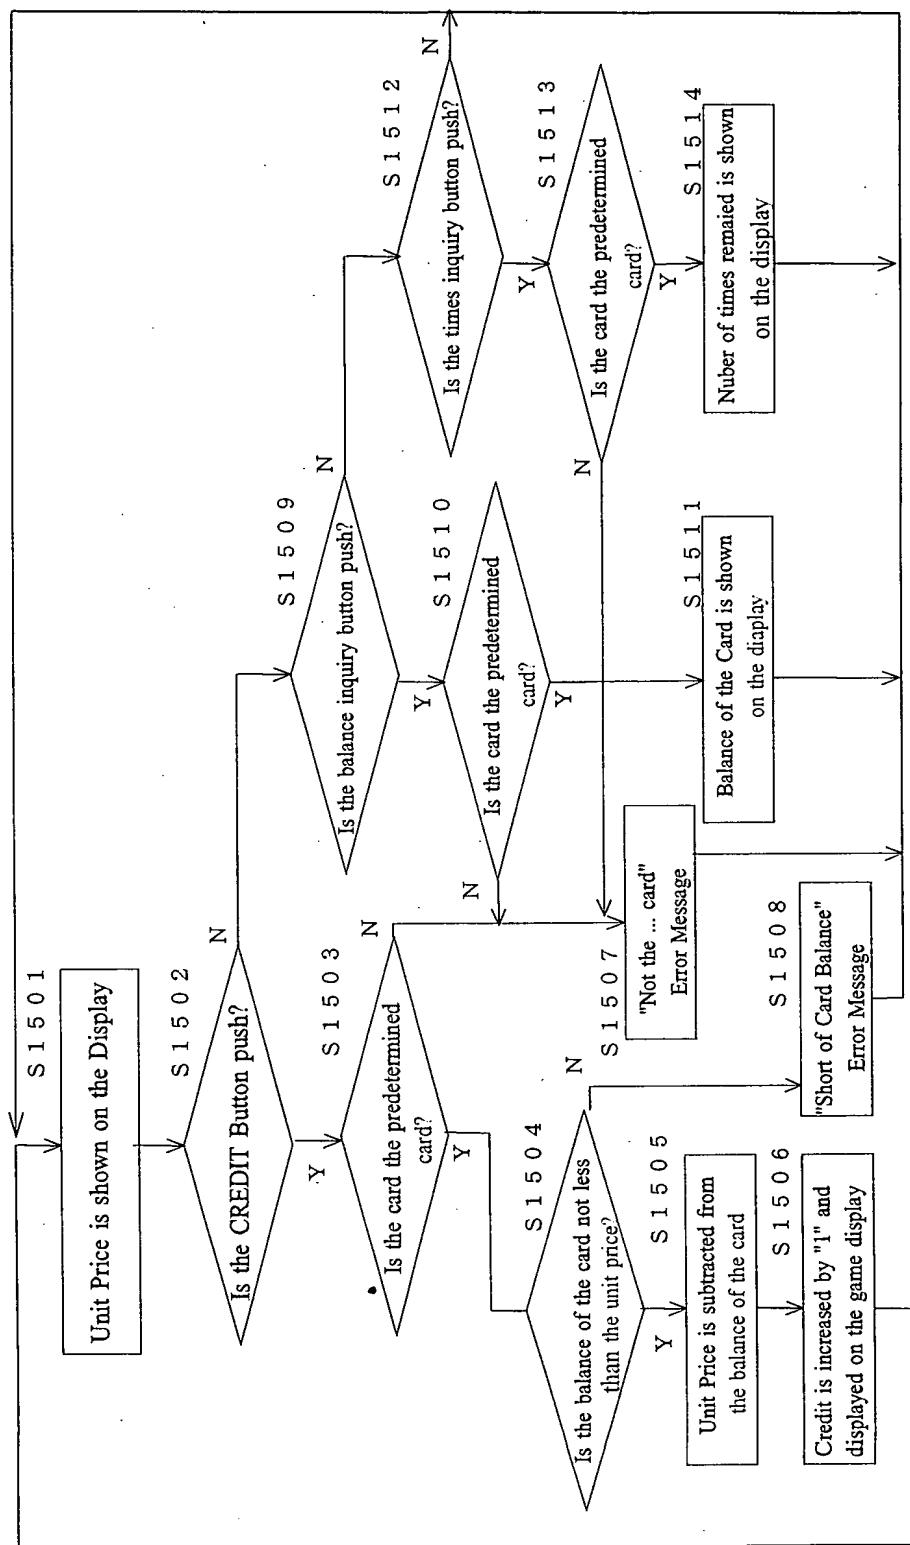 S1501
Unit Price is shown on the Display
S1502
Is the CREDIT Button push?
N
Y
S1503
Is the card the predetermined
card?
N
Y
S1504
Is the balance of the card not less
than the unit price?
N
Y
S1505
Unit Price is subtracted from
the balance of the card
S1506
Credit is increased by "1" and
displayed on the game display
S1507
"Not the ... card"
Error Message
S1508
"Short of Card Balance"
Error Message
S1509
Is the balance inquiry button push?
N
Y
S1510
Is the card the predetermined
card?
N
Y
S1511
Balance of the Card is shown
on the diaplay
S1512
Is the times inquiry button push?
N
Y
S1513
Is the card the predetermined
card?
N
Y
S1514
Nuber of times remaied is shown
on the display